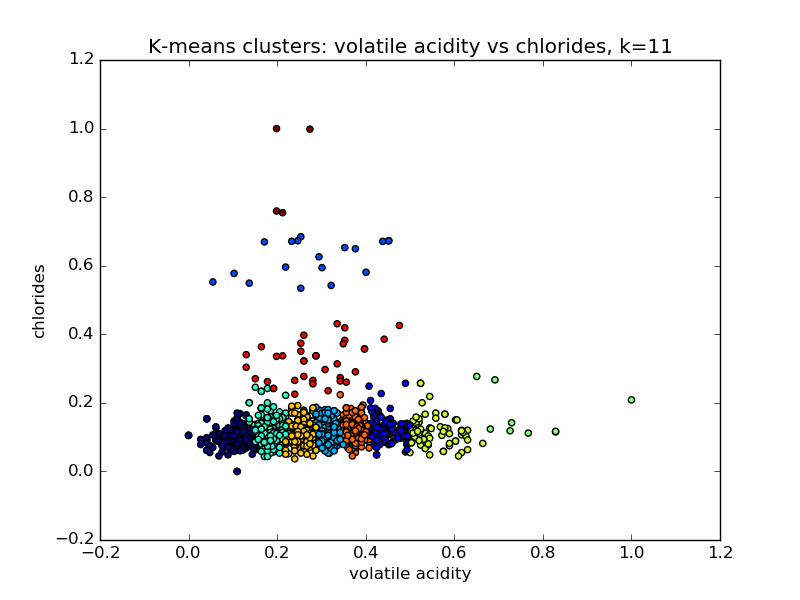 K-means clusters: volatile acidity vs chlorides, k=11
1.2
1.0
0.8
0.6
0.4
0.2
0.0
−0.2
chlorides
−0.2 0.0 0.2 0.4 0.6 0.8 1.0 1.2
volatile acidity